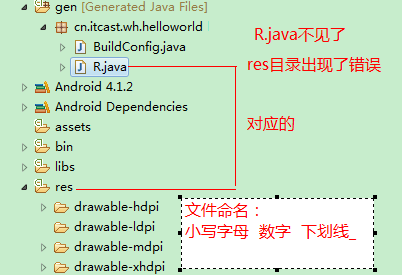 gen [Generated Java Files]
cn.itcast.wh.helloworld
BuildConfig.java
R.java
Android 4.1.2
Android Dependencies
assets
bin
libs
res
drawable-hdpi
drawable-ldpi
drawable-mdpi
drawable-xhdpi
R.java不见了
res目录出现了错误
对应的
文件命名：
小写字母 数字 下划线_